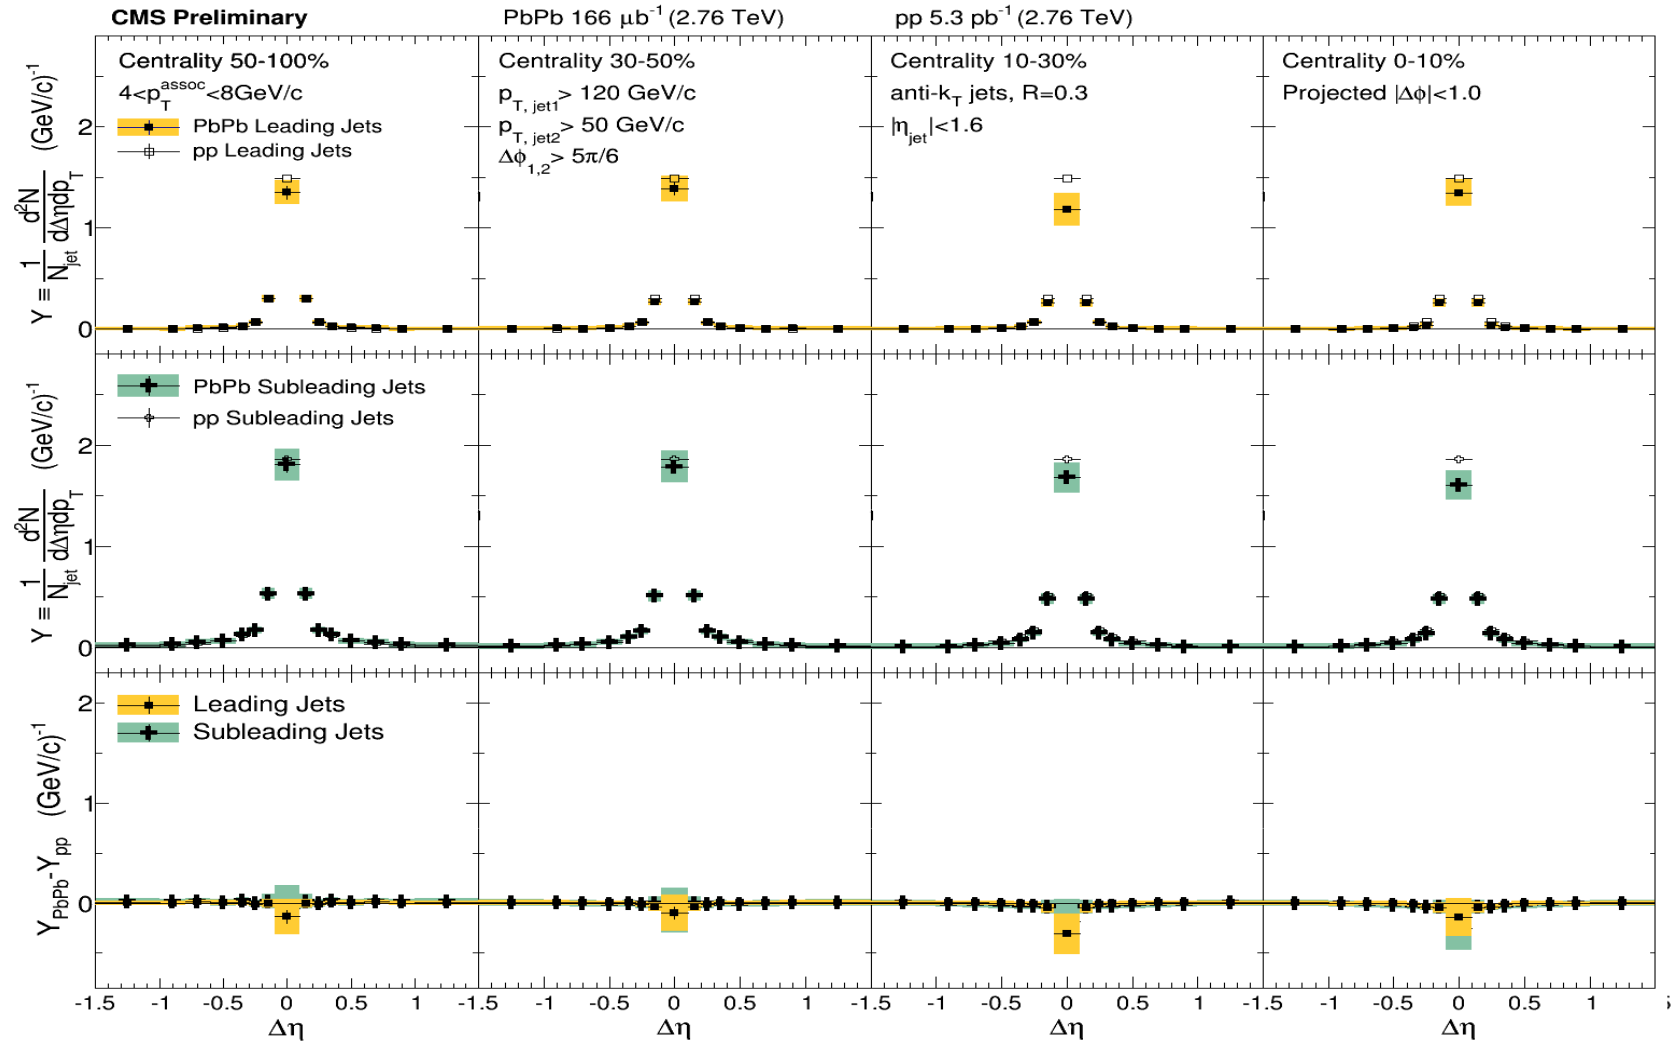 CMS Preliminary
PbPb 166 μb⁻¹ (2.76 TeV)
pp 5.3 pb⁻¹ (2.76 TeV)
Y ≡ 1/N_jet d²N/dΔηdp_T (GeV/c)⁻¹
2
1
0
Centrality 50-100%
4<p_T^assoc<8GeV/c
PbPb Leading Jets
pp Leading Jets
Centrality 30-50%
p_T, jet1> 120 GeV/c
p_T, jet2> 50 GeV/c
Δϕ_1,2> 5π/6
Centrality 10-30%
anti-k_T jets, R=0.3
|η_jet|<1.6
Centrality 0-10%
Projected |Δϕ|<1.0
Y ≡ 1/N_jet d²N/dΔηdp_T (GeV/c)⁻¹
2
1
0
PbPb Subleading Jets
pp Subleading Jets
Y_PbPb-Y_pp (GeV/c)⁻¹
2
1
0
Leading Jets
Subleading Jets
-1.5 -1 -0.5 0 0.5 1 -1.5 -1 -0.5 0 0.5 1 -1.5 -1 -0.5 0 0.5 1 -1.5 -1 -0.5 0 0.5 1
Δη Δη Δη Δη